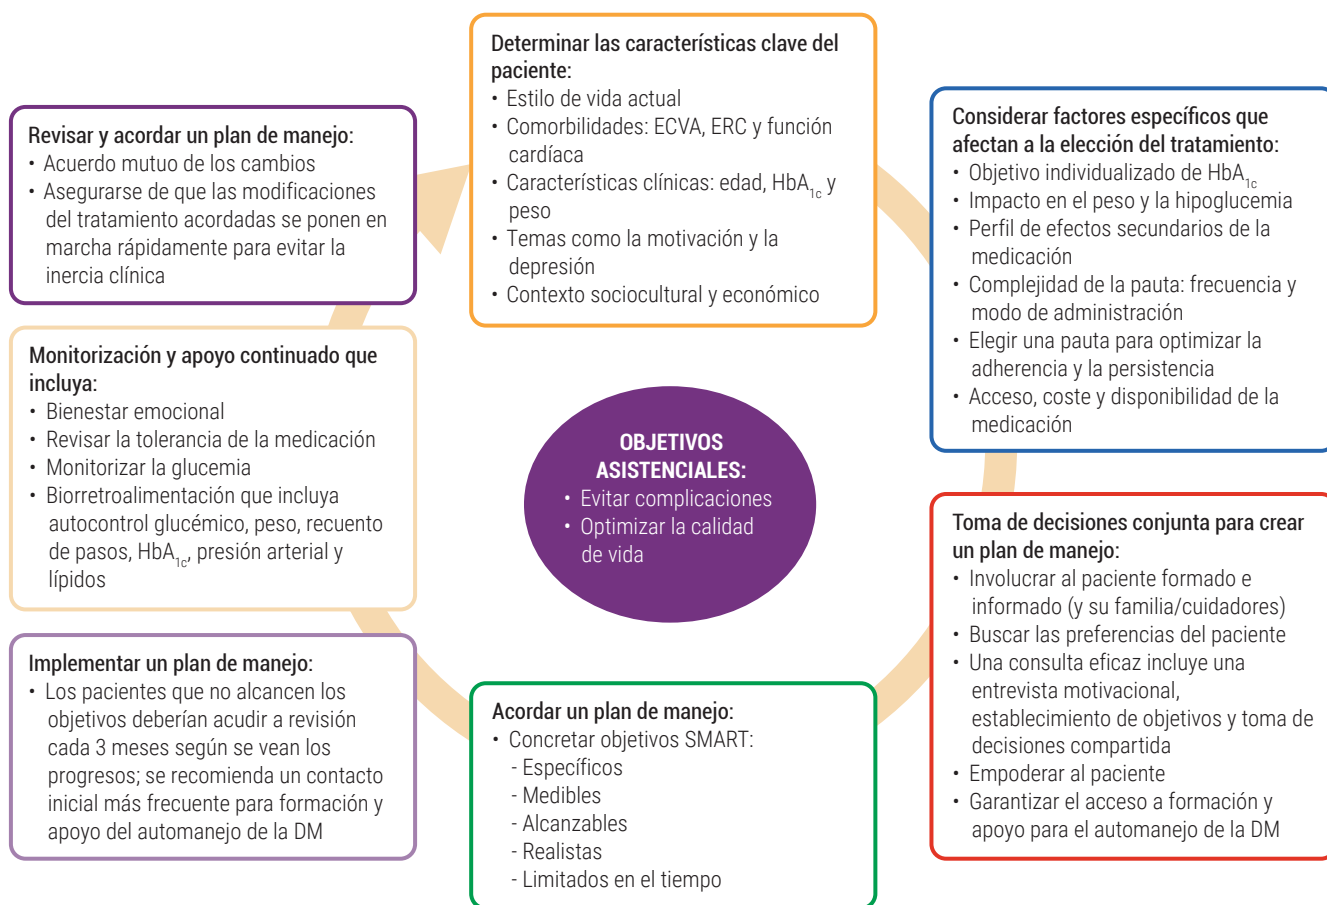 Determinar las características clave del
paciente:
• Estilo de vida actual
• Comorbilidades: ECVA, ERC y función
cardíaca
• Características clínicas: edad, HbA1c y
peso
• Temas como la motivación y la
depresión
• Contexto sociocultural y económico
Considerar factores específicos que
afectan a la elección del tratamiento:
• Objetivo individualizado de HbA1c
• Impacto en el peso y la hipoglucemia
• Perfil de efectos secundarios de la
medicación
• Complejidad de la pauta: frecuencia y
modo de administración
• Elegir una pauta para optimizar la
adherencia y la persistencia
• Acceso, coste y disponibilidad de la
medicación
Toma de decisiones conjunta para crear
un plan de manejo:
• Involucrar al paciente formado e
informado (y su familia/cuidadores)
• Buscar las preferencias del paciente
• Una consulta eficaz incluye una
entrevista motivacional,
establecimiento de objetivos y toma de
decisiones compartida
• Empoderar al paciente
• Garantizar el acceso a formación y
apoyo para el automanejo de la DM
Acordar un plan de manejo:
• Concretar objetivos SMART:
- Específicos
- Medibles
- Alcanzables
- Realistas
- Limitados en el tiempo
Implementar un plan de manejo:
• Los pacientes que no alcancen los
objetivos deberían acudir a revisión
cada 3 meses según se vean los
progresos; se recomienda un contacto
inicial más frecuente para formación y
apoyo del automanejo de la DM
Monitorización y apoyo continuado que
incluya:
• Bienestar emocional
• Revisar la tolerancia de la medicación
• Monitorizar la glucemia
• Biorretroalimentación que incluya
autocontrol glucémico, peso, recuento
de pasos, HbA1c, presión arterial y
lípidos
Revisar y acordar un plan de manejo:
• Acuerdo mutuo de los cambios
• Asegurarse de que las modificaciones
del tratamiento acordadas se ponen en
marcha rápidamente para evitar la
inercia clínica
OBJETIVOS
ASISTENCIALES:
• Evitar complicaciones
• Optimizar la calidad
de vida